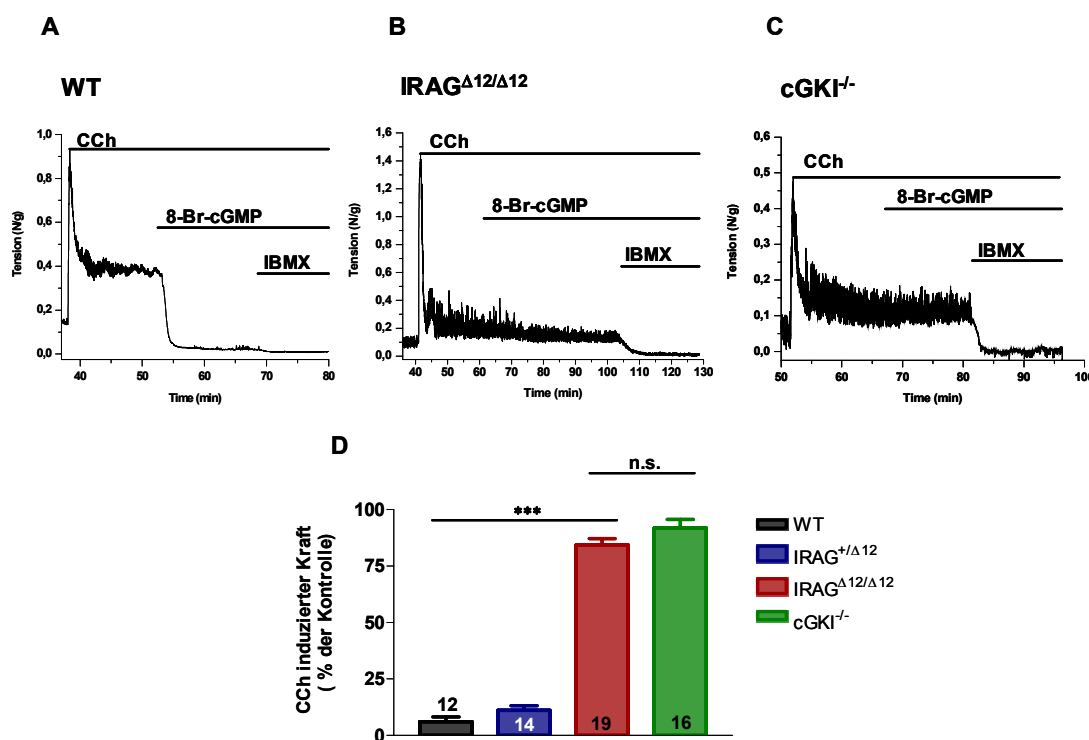 A
WT
1,0
0,8
0,6
0,4
0,2
0,0
Tension (N/g)
CCh
8-Br-cGMP
IBMX
40 50 60 70 80
Time (min)
B
IRAGΔ12/Δ12
1,6
1,4
1,2
1,0
0,8
0,6
0,4
0,2
0,0
Tension (N/g)
CCh
8-Br-cGMP
IBMX
40 50 60 70 80 90 100 110 120 130
Time (min)
C
cGKI-/-
0,6
0,5
0,4
0,3
0,2
0,1
0,0
Tension (N/g)
CCh
8-Br-cGMP
IBMX
50 60 70 80 90 100
Time (min)
D
n.s.
***
100
75
50
25
0
CCh induzierter Kraft
( % der Kontrolle)
12 14 19 16
WT
IRAG+/Δ12
IRAGΔ12/Δ12
cGKI-/-